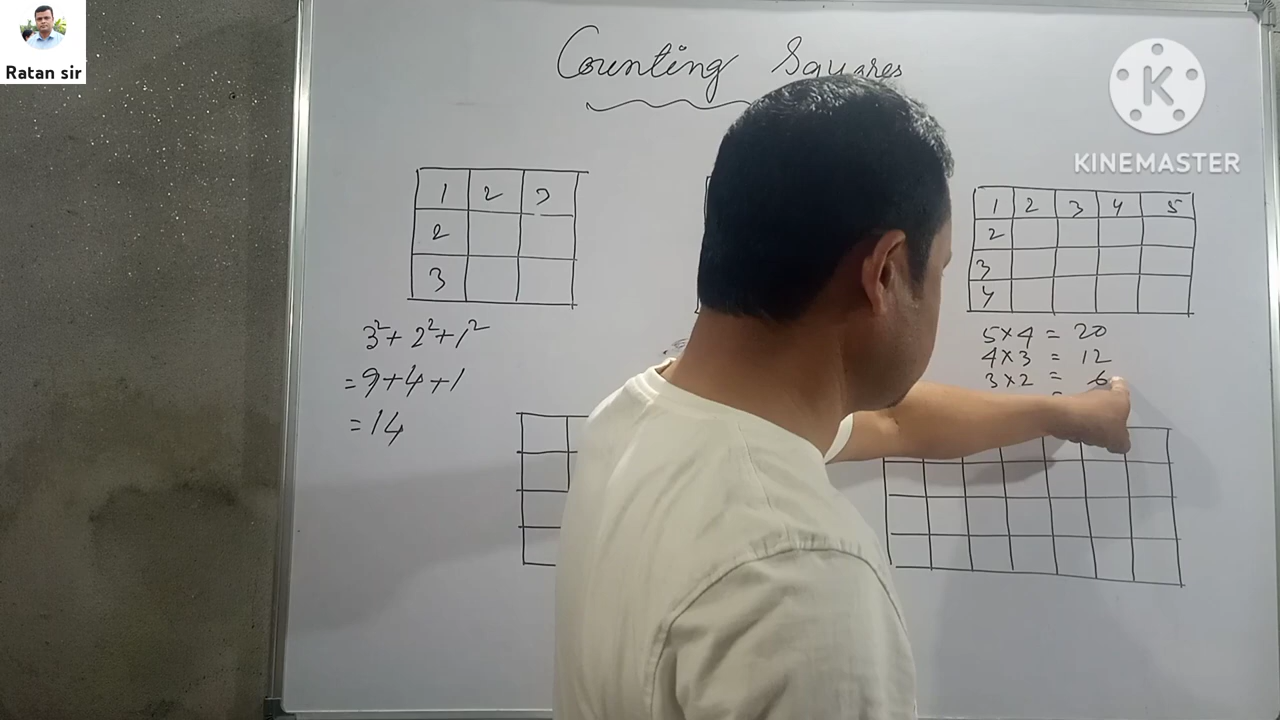 Ratan sir
Counting Squares
KINEMASTER
K
1 2 3
2
3
3²+ 2²+1²
= 9+4+1
= 14
1 2 3 4 5
2
3
4
5×4 = 20
4×3 = 12
3×2 = 6
=